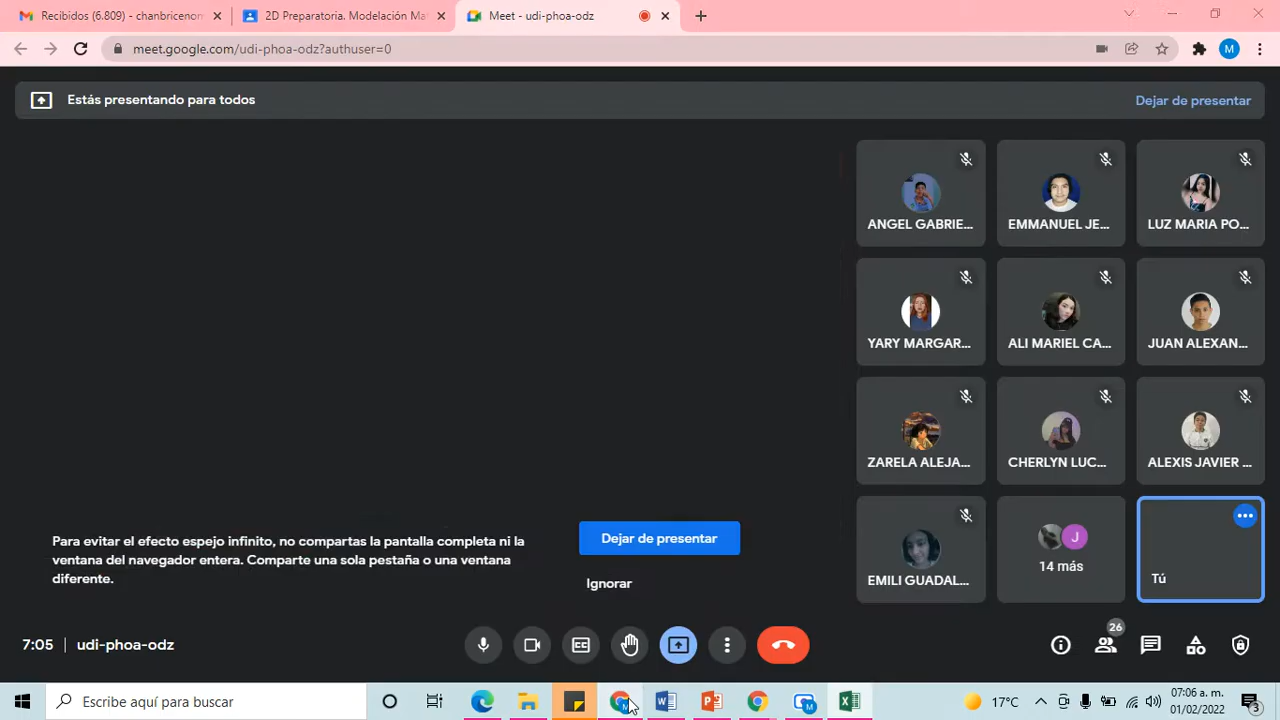 Recibidos (6.809) - chanbricenom
2D Preparatoria. Modelación Mat
Meet - udi-phoa-odz
meet.google.com/udi-phoa-odz?authuser=0
M
Estás presentando para todos
Dejar de presentar
ANGEL GABRIE...
EMMANUEL JE...
LUZ MARIA PO...
YARY MARGAR...
ALI MARIEL CA...
JUAN ALEXAN...
ZARELA ALEJA...
CHERLYN LUC...
ALEXIS JAVIER ...
EMILI GUADAL...
J
14 más
Tú
Para evitar el efecto espejo infinito, no compartas la pantalla completa ni la
ventana del navegador entera. Comparte una sola pestaña o una ventana
diferente.
Dejar de presentar
Ignorar
7:05 | udi-phoa-odz
26
Escribe aquí para buscar
17°C
07:06 a. m.
01/02/2022
3